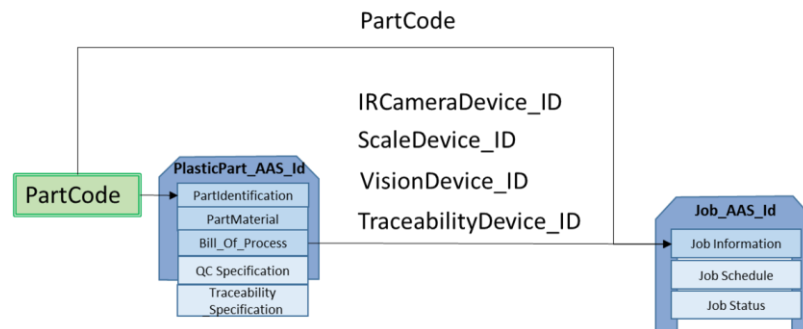 PartCode
IRCameraDevice_ID
ScaleDevice_ID
VisionDevice_ID
TraceabilityDevice_ID
PartCode
PlasticPart_AAS_Id
PartIdentification
PartMaterial
Bill_Of_Process
QC Specification
Traceability
_Specification
Job_AAS_Id
Job Information
Job Schedule
Job Status